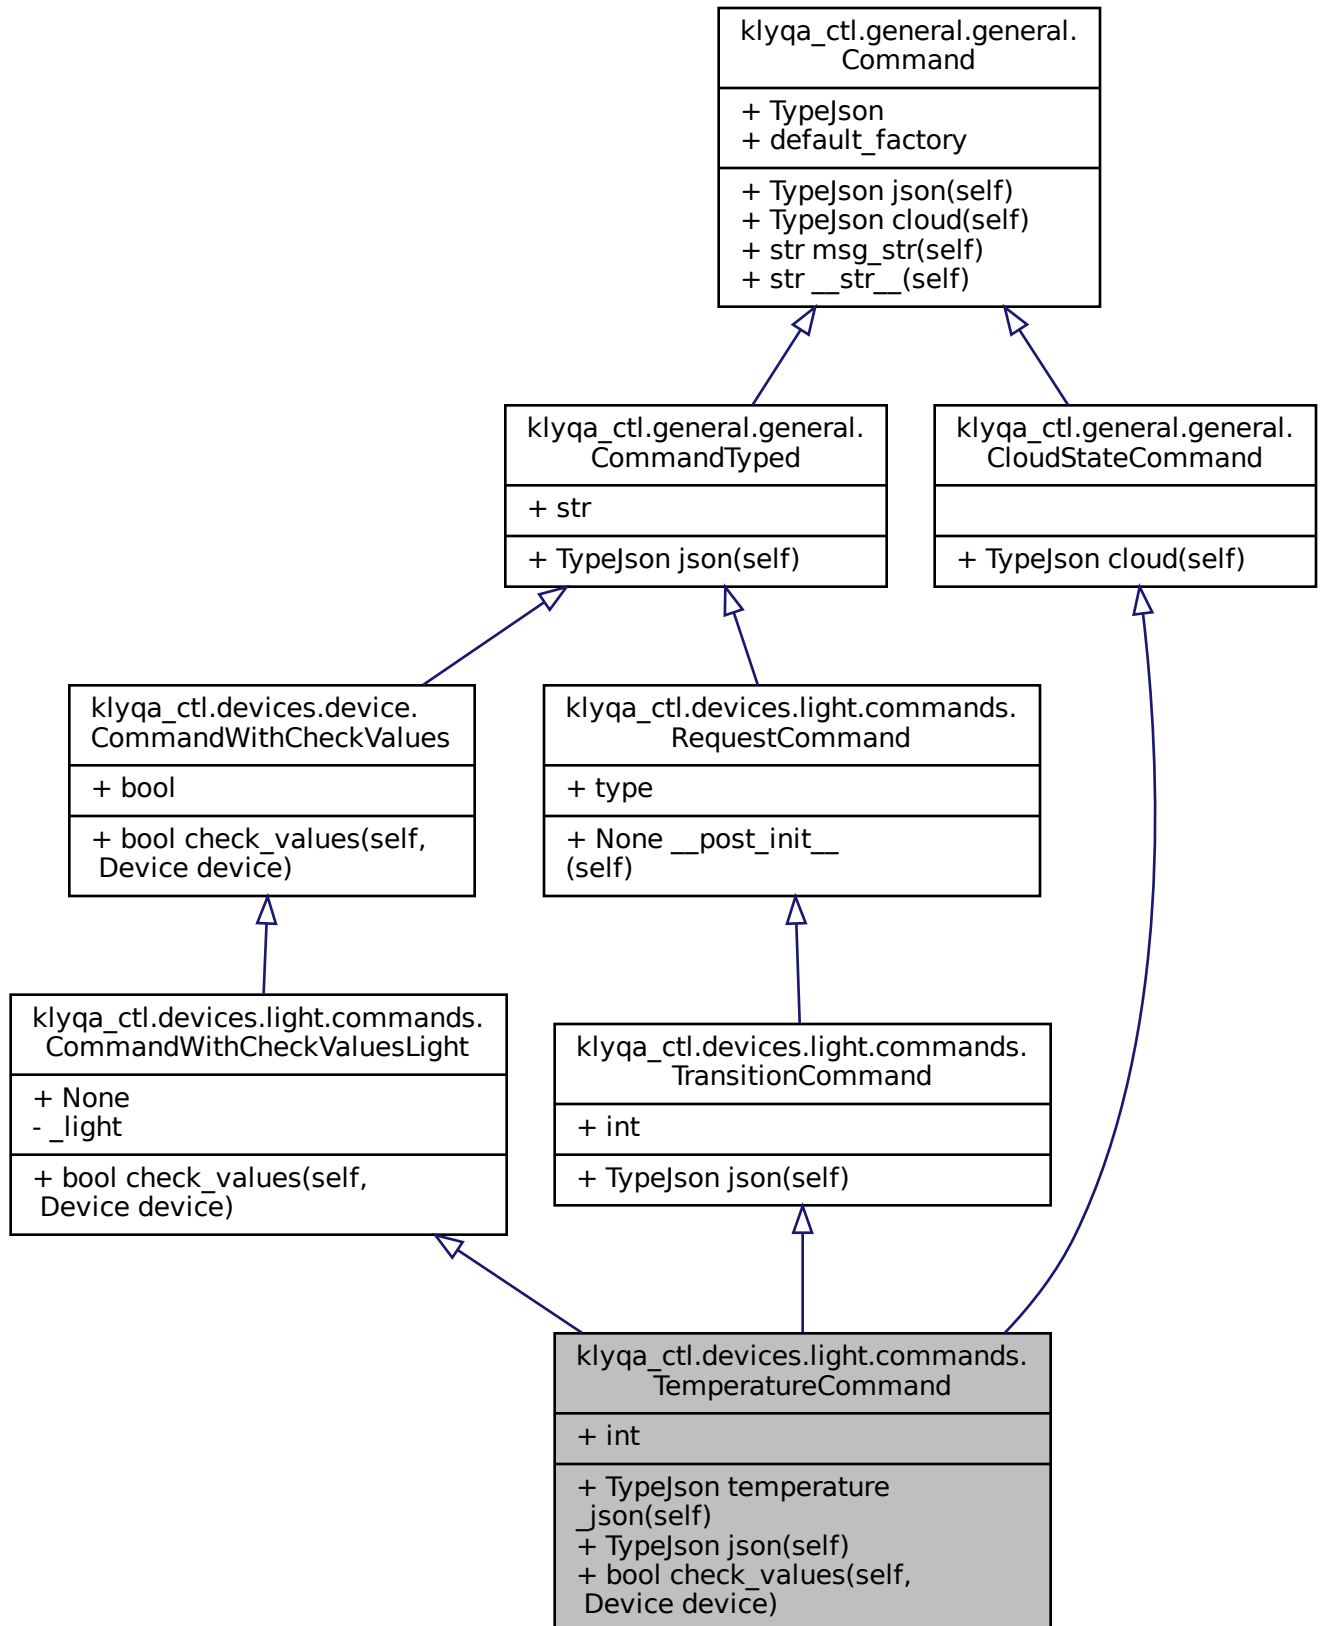 klyqa_ctl.general.general.
Command
+ TypeJson
+ default_factory
+ TypeJson json(self)
+ TypeJson cloud(self)
+ str msg_str(self)
+ str __str__(self)
klyqa_ctl.general.general.
CommandTyped
+ str
+ TypeJson json(self)
klyqa_ctl.general.general.
CloudStateCommand
+ TypeJson cloud(self)
klyqa_ctl.devices.device.
CommandWithCheckValues
+ bool
+ bool check_values(self,
Device device)
klyqa_ctl.devices.light.commands.
RequestCommand
+ type
+ None __post_init__
(self)
klyqa_ctl.devices.light.commands.
CommandWithCheckValuesLight
+ None
- _light
+ bool check_values(self,
Device device)
klyqa_ctl.devices.light.commands.
TransitionCommand
+ int
+ TypeJson json(self)
klyqa_ctl.devices.light.commands.
TemperatureCommand
+ int
+ TypeJson temperature
_json(self)
+ TypeJson json(self)
+ bool check_values(self,
Device device)